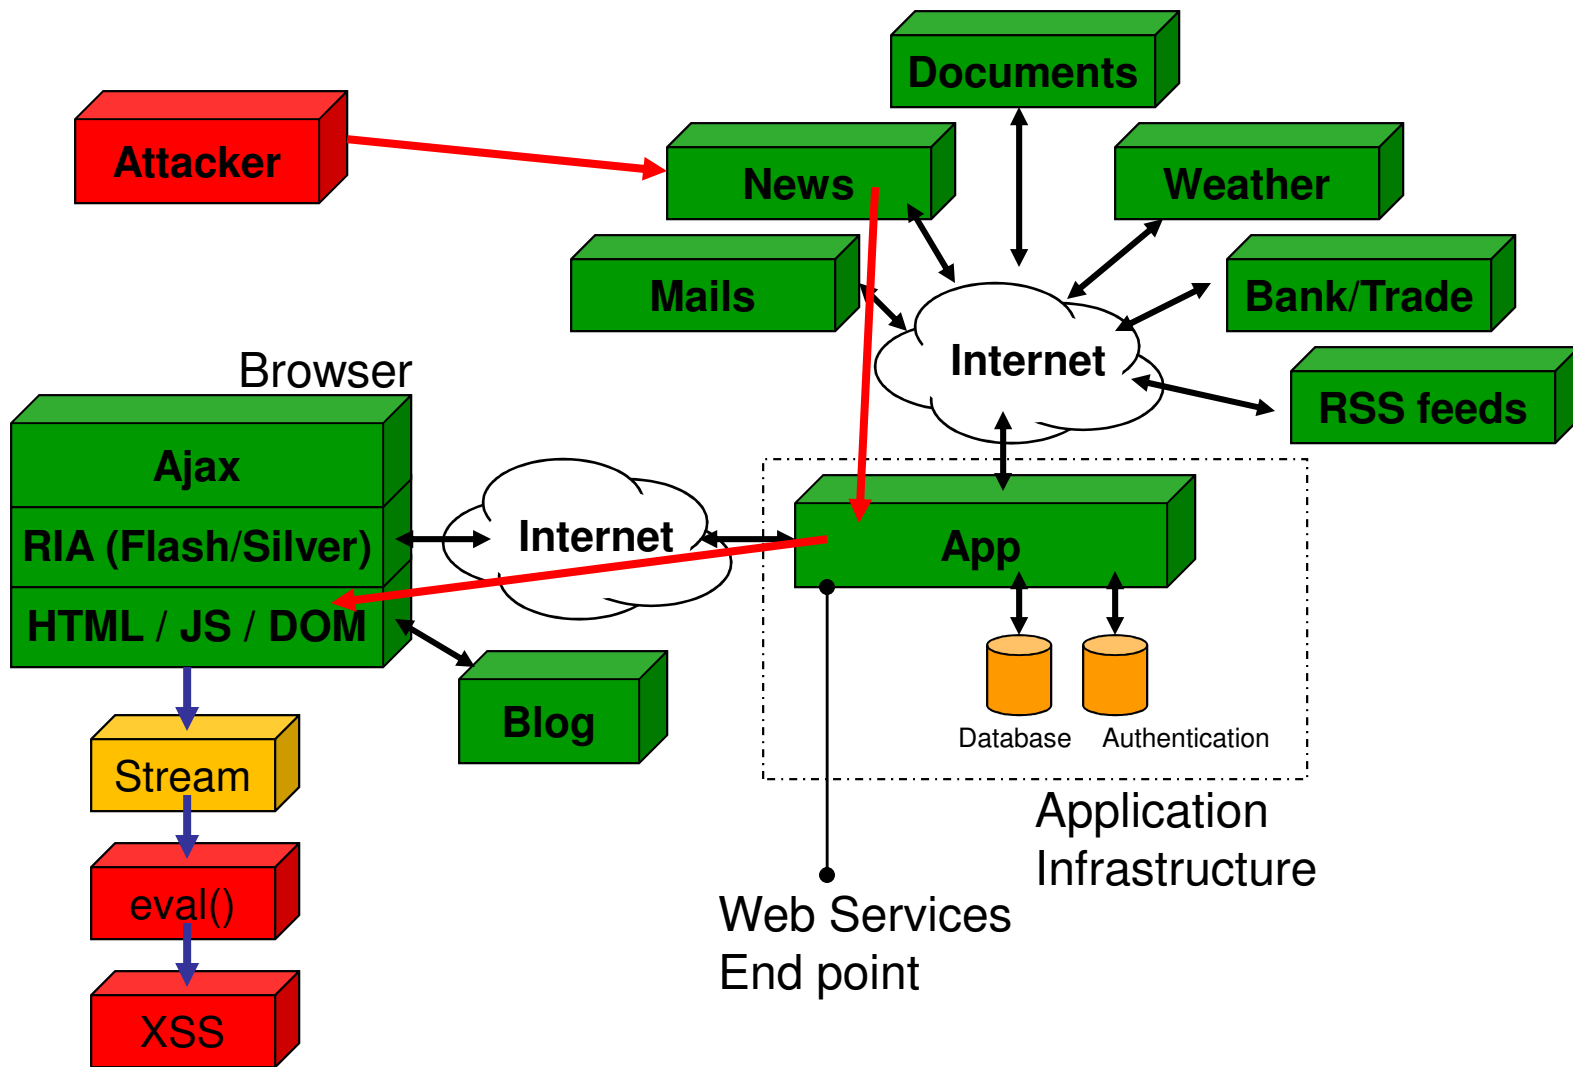 Documents
Attacker
News
Weather
Mails
Bank/Trade
Internet
RSS feeds
Browser
Ajax
RIA (Flash/Silver)
HTML / JS / DOM
Internet
App
Blog
Database
Authentication
Stream
Application
Infrastructure
eval()
Web Services
End point
XSS